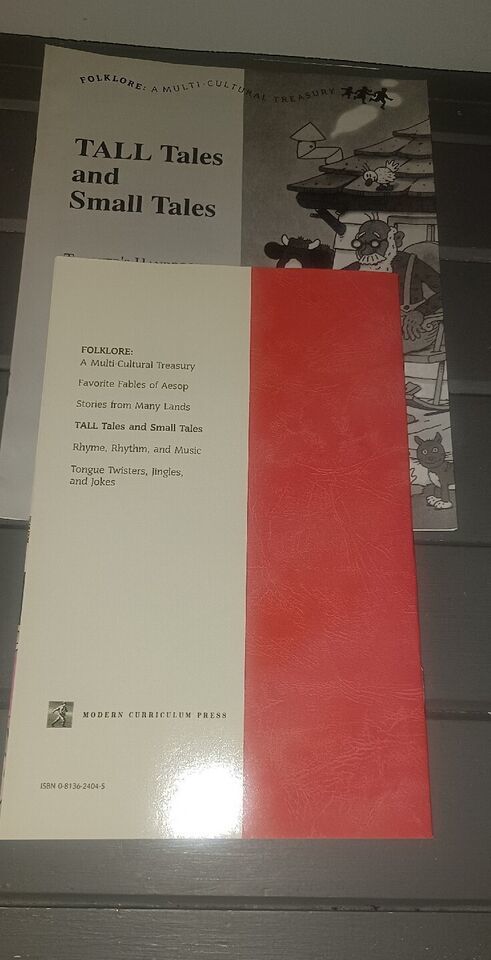 FOLKLORE: A MULTI-CULTURAL TREASURY
TALL Tales
and
Small Tales
FOLKLORE:
A Multi-Cultural Treasury
Favorite Fables of Aesop
Stories from Many Lands
TALL Tales and Small Tales
Rhyme, Rhythm, and Music
Tongue Twisters, Jingles,
and Jokes
MODERN CURRICULUM PRESS
ISBN 0-8136-2404-5